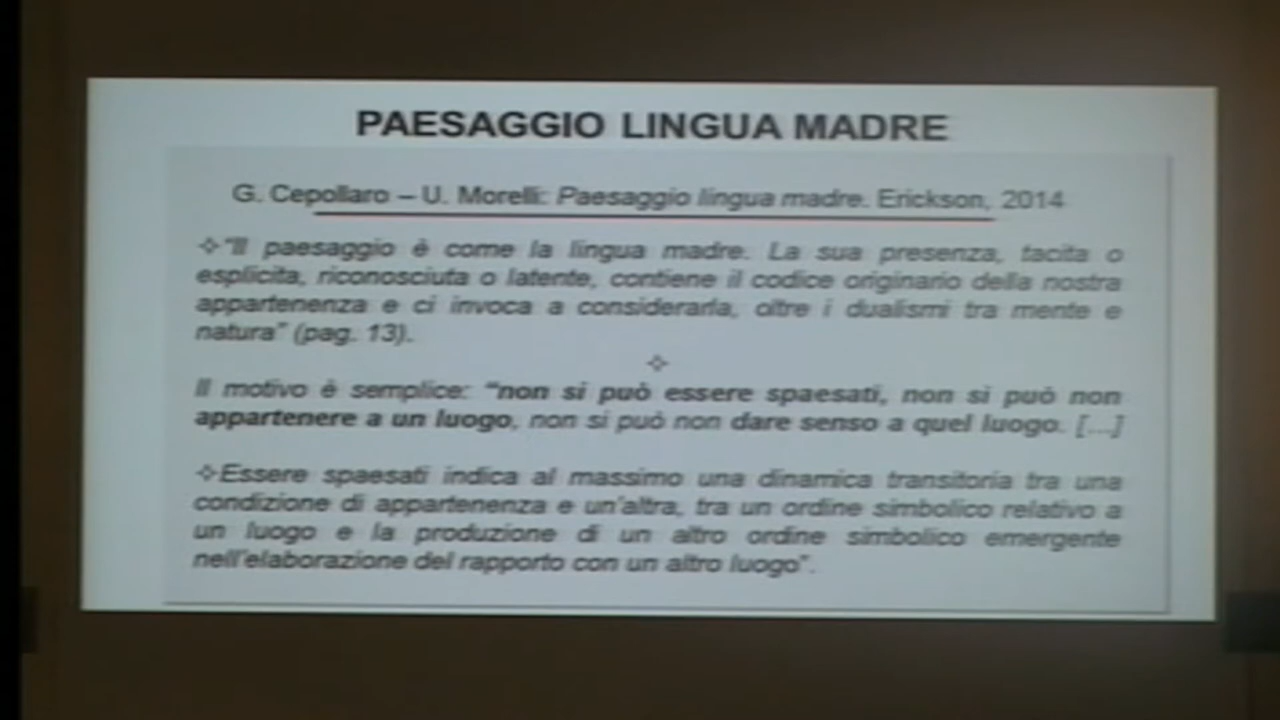 PAESAGGIO LINGUA MADRE
G. Cepollaro – U. Morelli: Paesaggio lingua madre. Erickson, 2014
✧"Il paesaggio è come la lingua madre. La sua presenza, tacita o
esplicita, riconosciuta o latente, contiene il codice originario della nostra
appartenenza e ci invoca a considerarla, oltre i dualismi tra mente e
natura" (pag. 13).
✧
Il motivo è semplice: "non si può essere spaesati, non si può non
appartenere a un luogo, non si può non dare senso a quel luogo. [...]
✧Essere spaesati indica al massimo una dinamica transitoria tra una
condizione di appartenenza e un'altra, tra un ordine simbolico relativo a
un luogo e la produzione di un altro ordine simbolico emergente
nell'elaborazione del rapporto con un altro luogo".